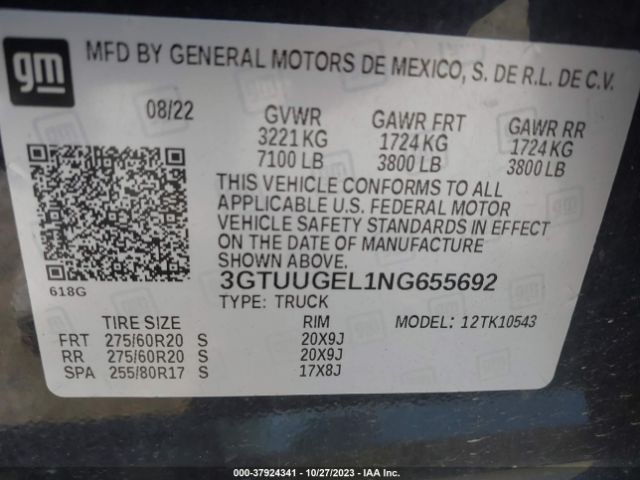 gm
MFD BY GENERAL MOTORS DE MEXICO, S. DE R.L. DE C.V.
08/22 GVWR GAWR FRT GAWR RR
3221 KG 1724 KG 1724 KG
7100 LB 3800 LB 3800 LB
THIS VEHICLE CONFORMS TO ALL
APPLICABLE U.S. FEDERAL MOTOR
VEHICLE SAFETY STANDARDS IN EFFECT
ON THE DATE OF MANUFACTURE
SHOWN ABOVE.
618G
3GTUUGEL1NG655692
TYPE: TRUCK
TIRE SIZE RIM MODEL: 12TK10543
FRT 275/60R20 S 20X9J
RR 275/60R20 S 20X9J
SPA 255/80R17 S 17X8J
000-37924341 - 10/27/2023 - IAA Inc.